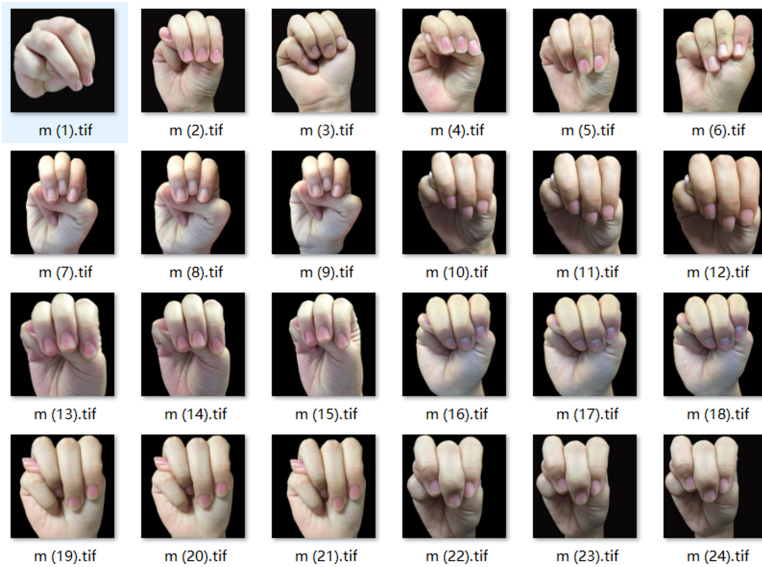 m (1).tif m (2).tif m (3).tif m (4).tif m (5).tif m (6).tif
m (7).tif m (8).tif m (9).tif m (10).tif m (11).tif m (12).tif
m (13).tif m (14).tif m (15).tif m (16).tif m (17).tif m (18).tif
m (19).tif m (20).tif m (21).tif m (22).tif m (23).tif m (24).tif